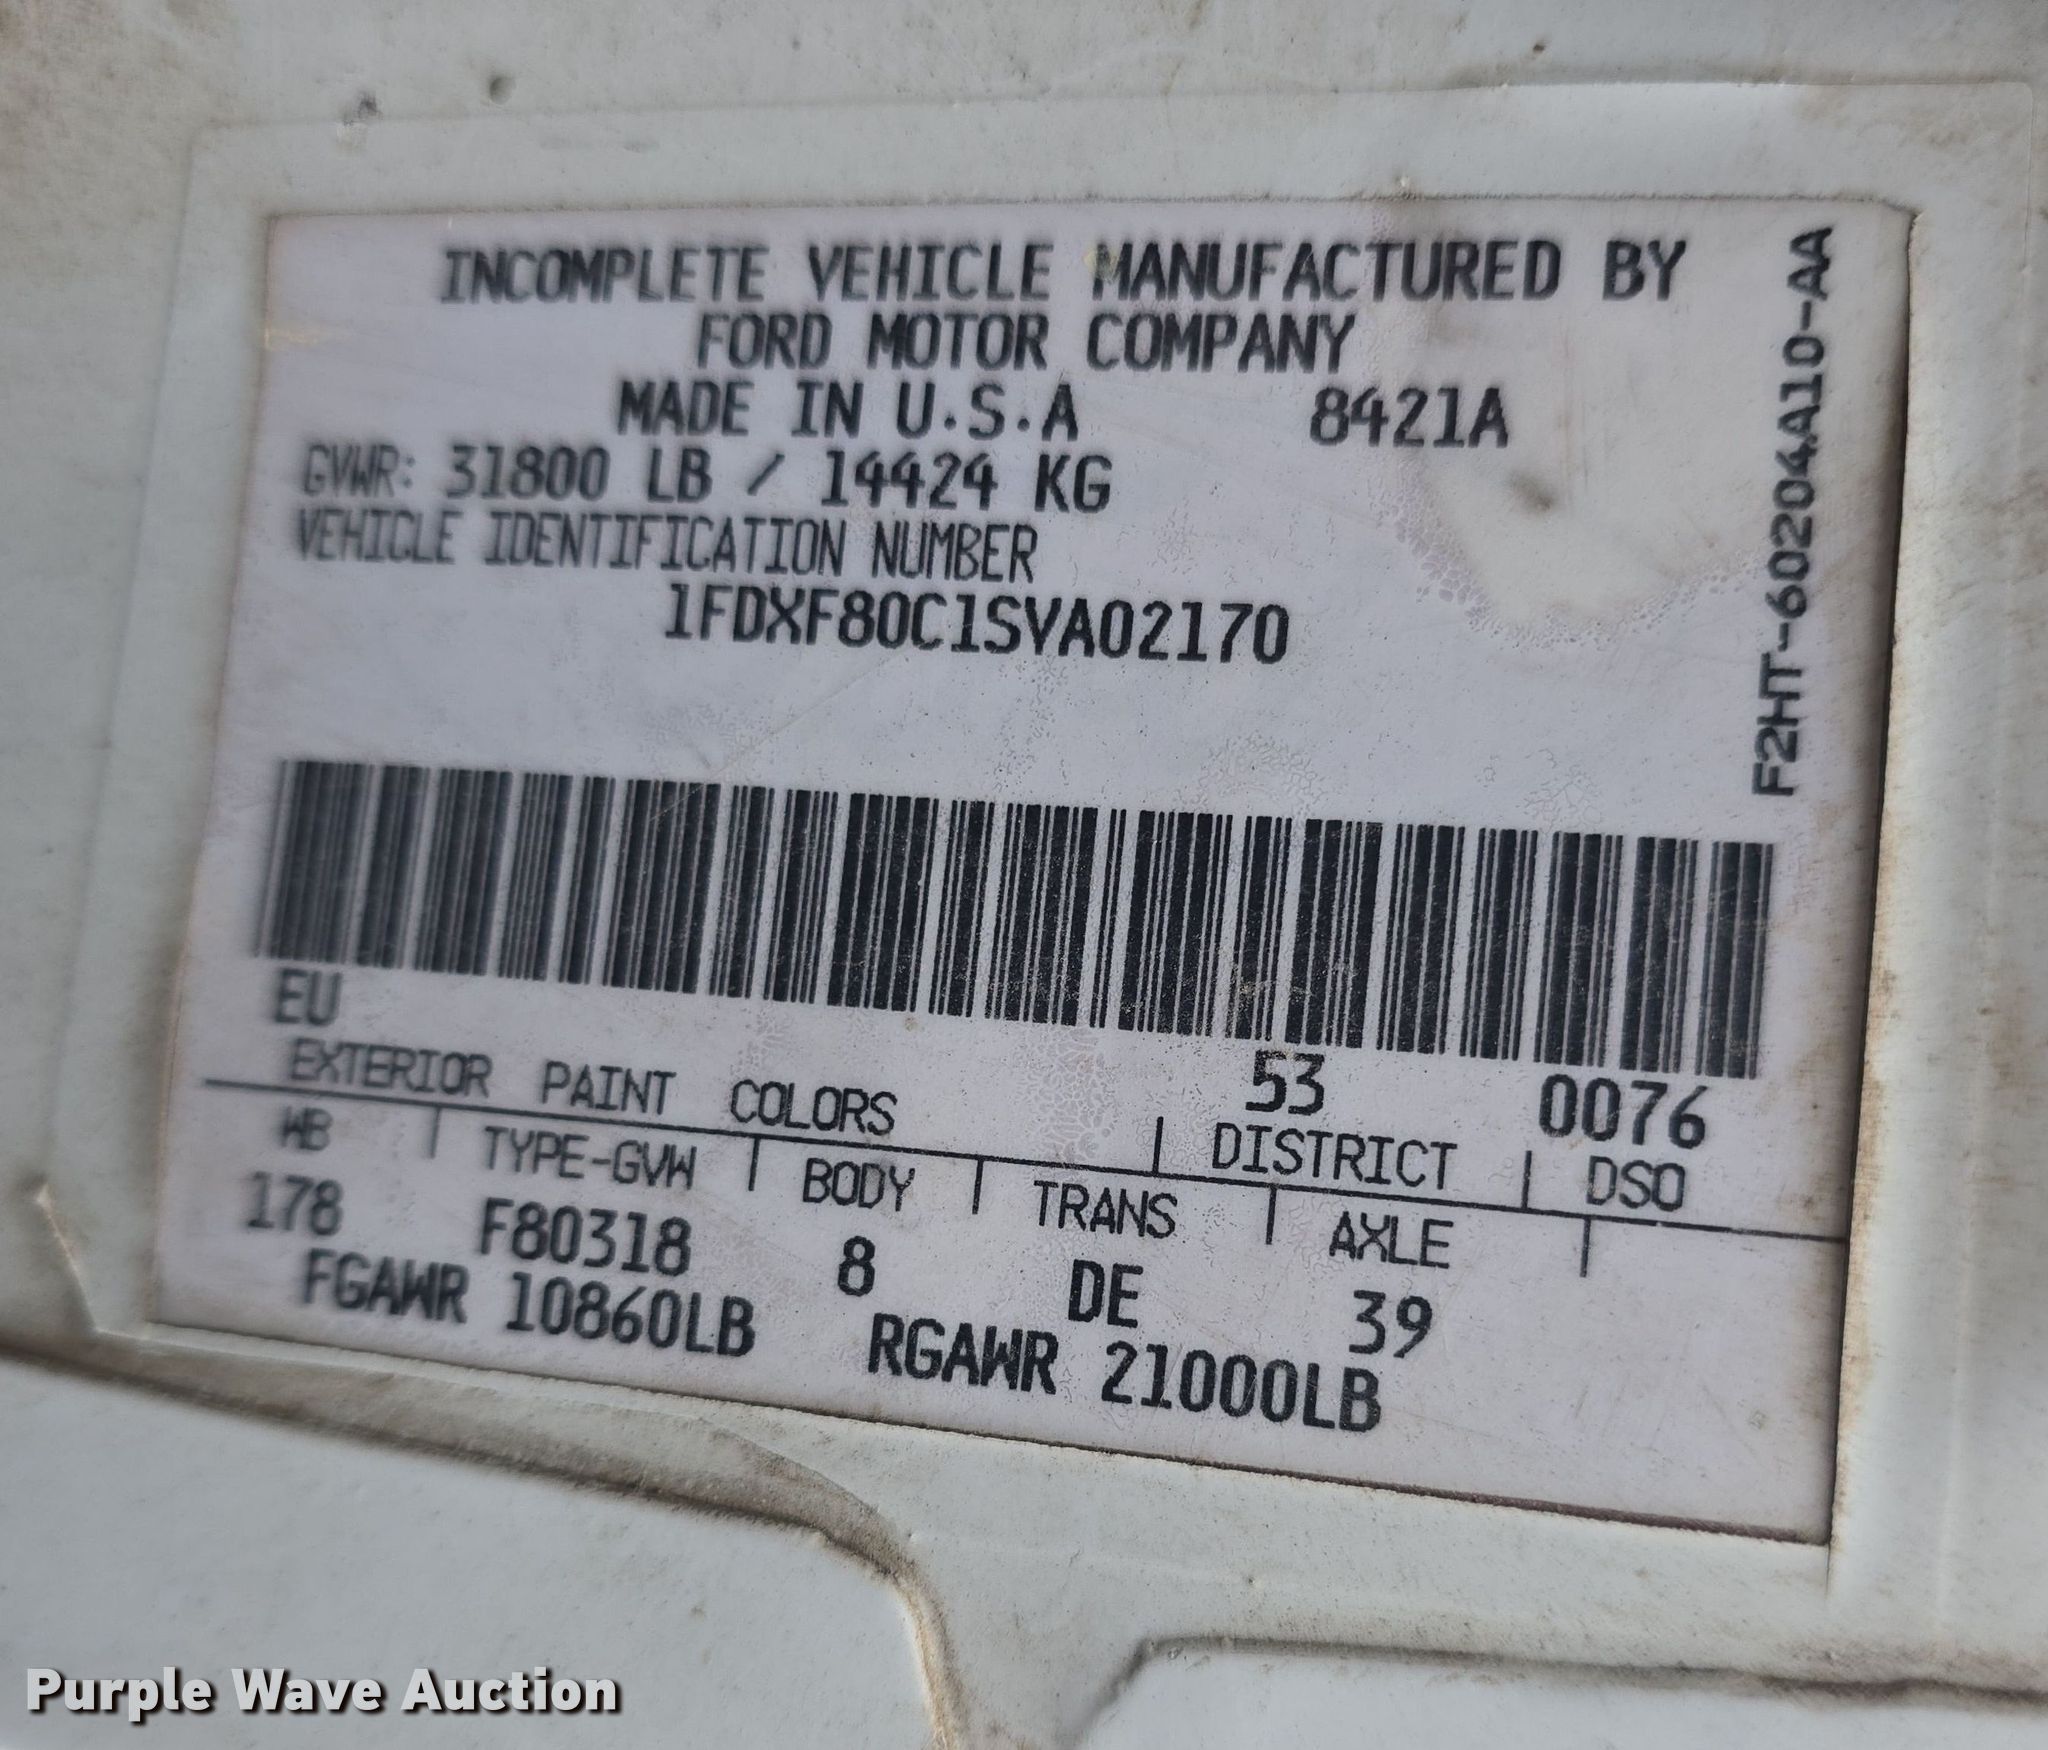 INCOMPLETE VEHICLE MANUFACTURED BY
FORD MOTOR COMPANY
MADE IN U.S.A 8421A
GVWR: 31800 LB / 14424 KG
VEHICLE IDENTIFICATION NUMBER
1FDXF80C1SVA02170
F2HT-60204A10-AA
EU 53 0076
EXTERIOR PAINT COLORS DISTRICT DSO
WB TYPE-GVW BODY TRANS AXLE
178 F80318 8 DE 39
FGAWR 10860LB RGAWR 21000LB
Purple Wave Auction